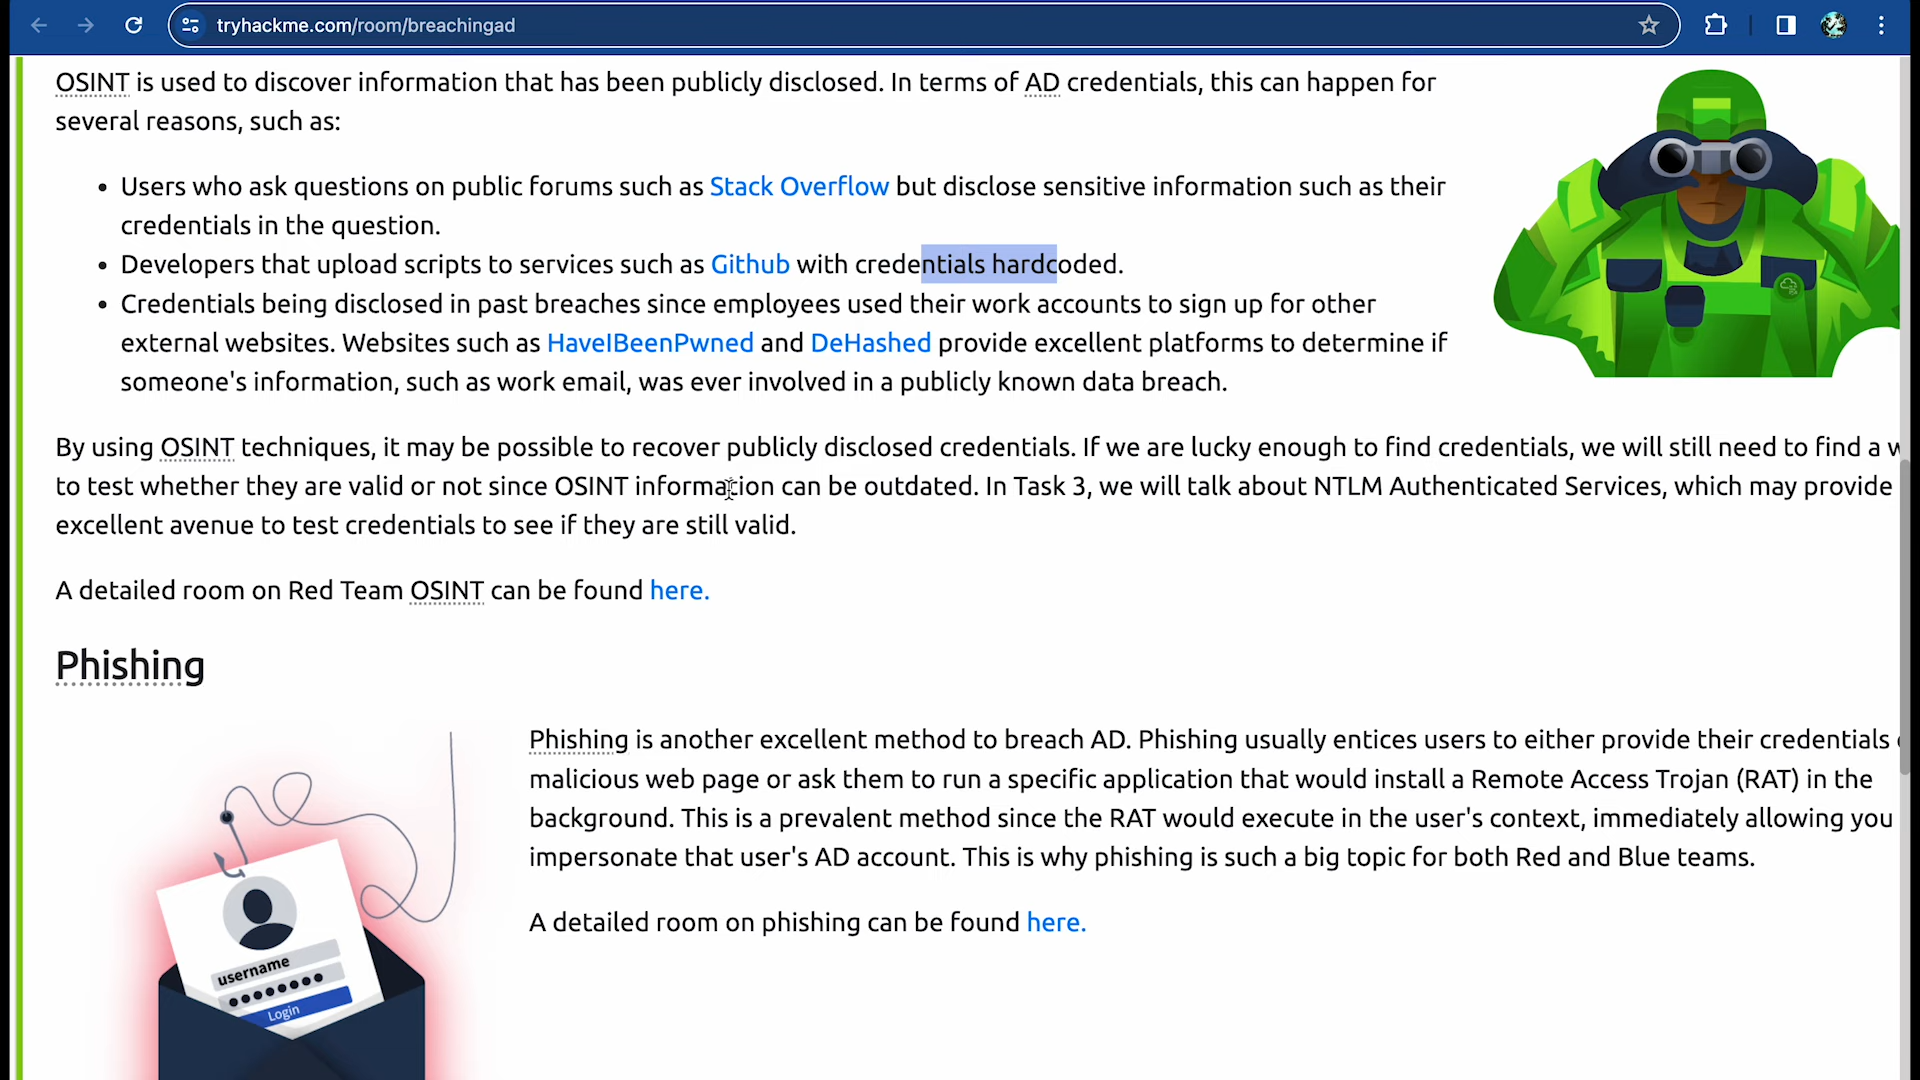 tryhackme.com/room/breachingad
OSINT is used to discover information that has been publicly disclosed. In terms of AD credentials, this can happen for
several reasons, such as:
• Users who ask questions on public forums such as Stack Overflow but disclose sensitive information such as their
credentials in the question.
• Developers that upload scripts to services such as Github with credentials hardcoded.
• Credentials being disclosed in past breaches since employees used their work accounts to sign up for other
external websites. Websites such as HaveIBeenPwned and DeHashed provide excellent platforms to determine if
someone's information, such as work email, was ever involved in a publicly known data breach.
By using OSINT techniques, it may be possible to recover publicly disclosed credentials. If we are lucky enough to find credentials, we will still need to find a
to test whether they are valid or not since OSINT information can be outdated. In Task 3, we will talk about NTLM Authenticated Services, which may provide
excellent avenue to test credentials to see if they are still valid.
A detailed room on Red Team OSINT can be found here.
Phishing
Phishing is another excellent method to breach AD. Phishing usually entices users to either provide their credentials
malicious web page or ask them to run a specific application that would install a Remote Access Trojan (RAT) in the
background. This is a prevalent method since the RAT would execute in the user's context, immediately allowing you
impersonate that user's AD account. This is why phishing is such a big topic for both Red and Blue teams.
A detailed room on phishing can be found here.
username
Login